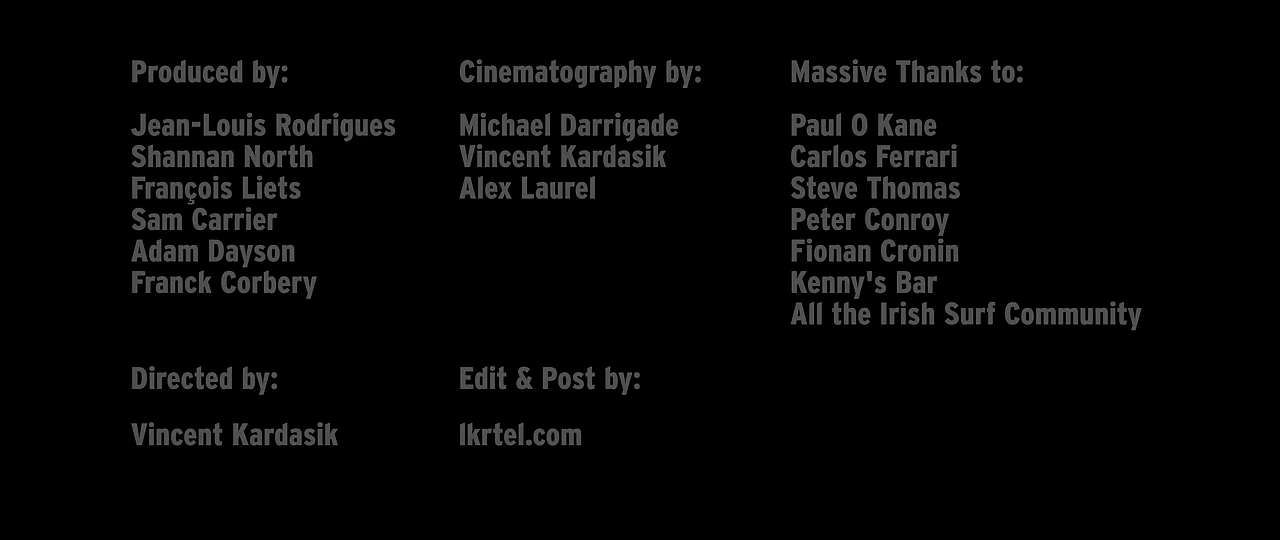 Produced by:
Jean-Louis Rodrigues
Shannan North
François Liets
Sam Carrier
Adam Dayson
Franck Corbery
Cinematography by:
Michael Darrigade
Vincent Kardasik
Alex Laurel
Massive Thanks to:
Paul O Kane
Carlos Ferrari
Steve Thomas
Peter Conroy
Fionan Cronin
Kenny's Bar
All the Irish Surf Community
Directed by:
Vincent Kardasik
Edit & Post by:
lkrtel.com